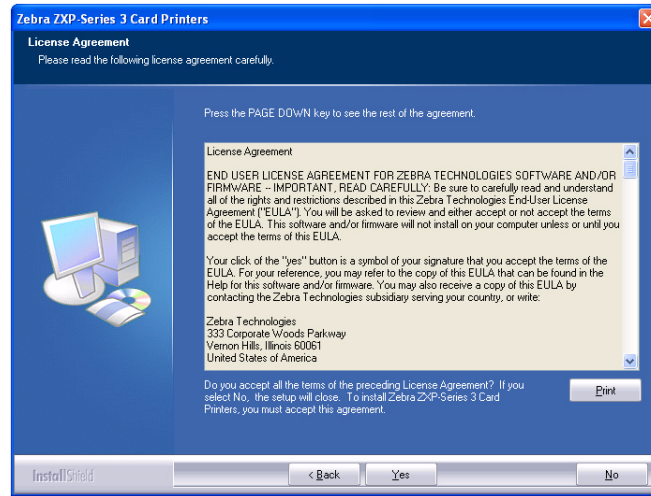 Zebra ZXP-Series 3 Card Printers
License Agreement
Please read the following license agreement carefully.
Press the PAGE DOWN key to see the rest of the agreement.
License Agreement
END USER LICENSE AGREEMENT FOR ZEBRA TECHNOLOGIES SOFTWARE AND/OR
FIRMWARE -- IMPORTANT, READ CAREFULLY: Be sure to carefully read and understand
all of the rights and restrictions described in this Zebra Technologies End-User License
Agreement ("EULA"). You will be asked to review and either accept or not accept the terms
of the EULA. This software and/or firmware will not install on your computer unless or until you
accept the terms of this EULA.
Your click of the "yes" button is a symbol of your signature that you accept the terms of the
EULA. For your reference, you may refer to the copy of this EULA that can be found in the
Help for this software and/or firmware. You may also receive a copy of this EULA by
contacting the Zebra Technologies subsidiary serving your country, or write:
Zebra Technologies
333 Corporate Woods Parkway
Vernon Hills, Illinois 60061
United States of America
Do you accept all the terms of the preceding License Agreement? If you
select No, the setup will close. To install Zebra ZXP-Series 3 Card
Printers, you must accept this agreement.
Print
InstallShield
< Back
Yes
No